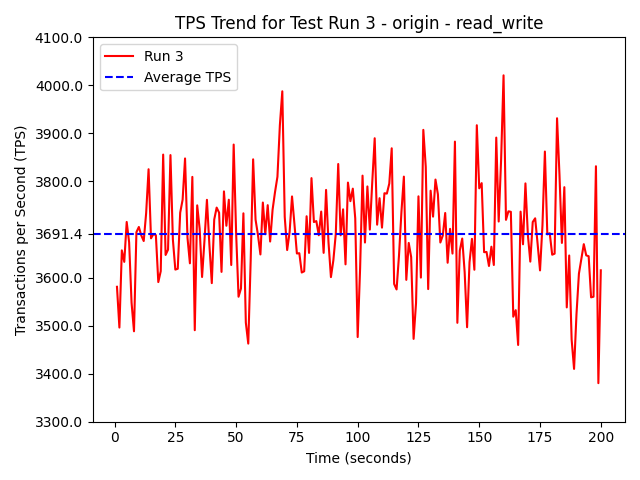 TPS Trend for Test Run 3 - origin - read_write
Run 3
Average TPS
Transactions per Second (TPS)
4100.0
4000.0
3900.0
3800.0
3691.4
3600.0
3500.0
3400.0
3300.0
0 25 50 75 100 125 150 175 200
Time (seconds)